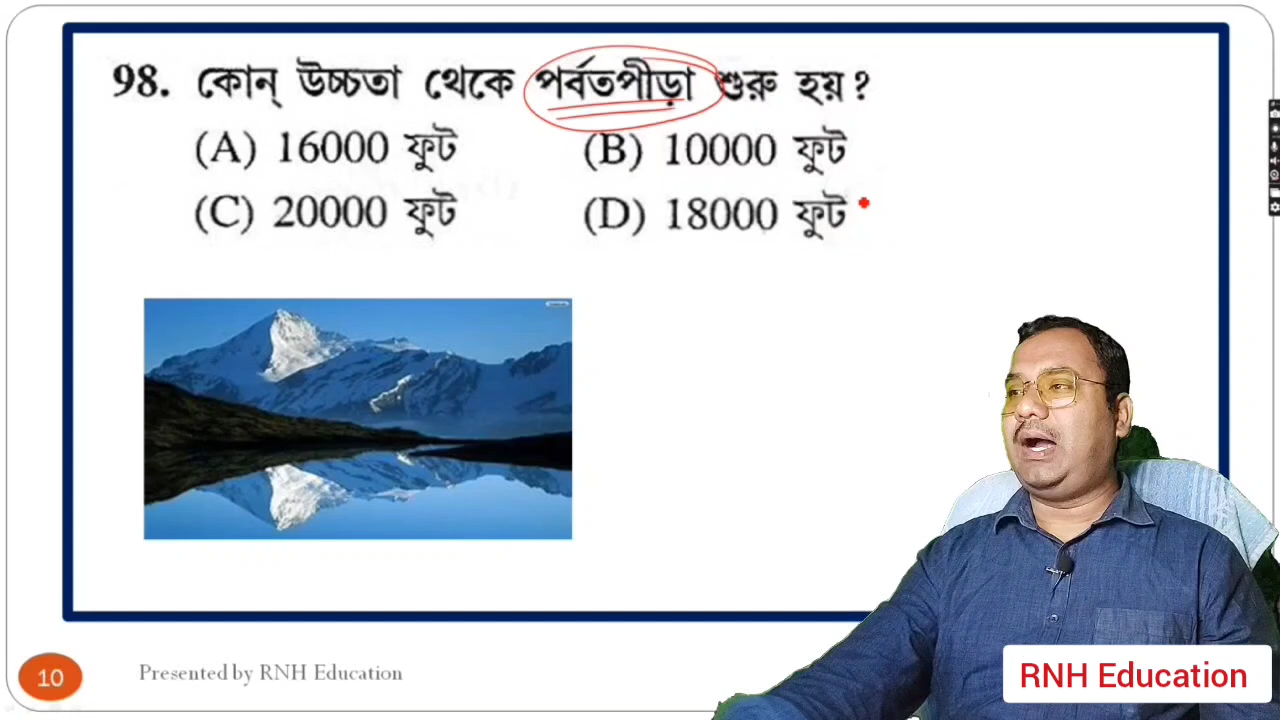 98. কোন্ উচ্চতা থেকে পর্বতপীড়া শুরু হয় ?
(A) 16000 ফুট (B) 10000 ফুট
(C) 20000 ফুট (D) 18000 ফুট
10 Presented by RNH Education
RNH Education